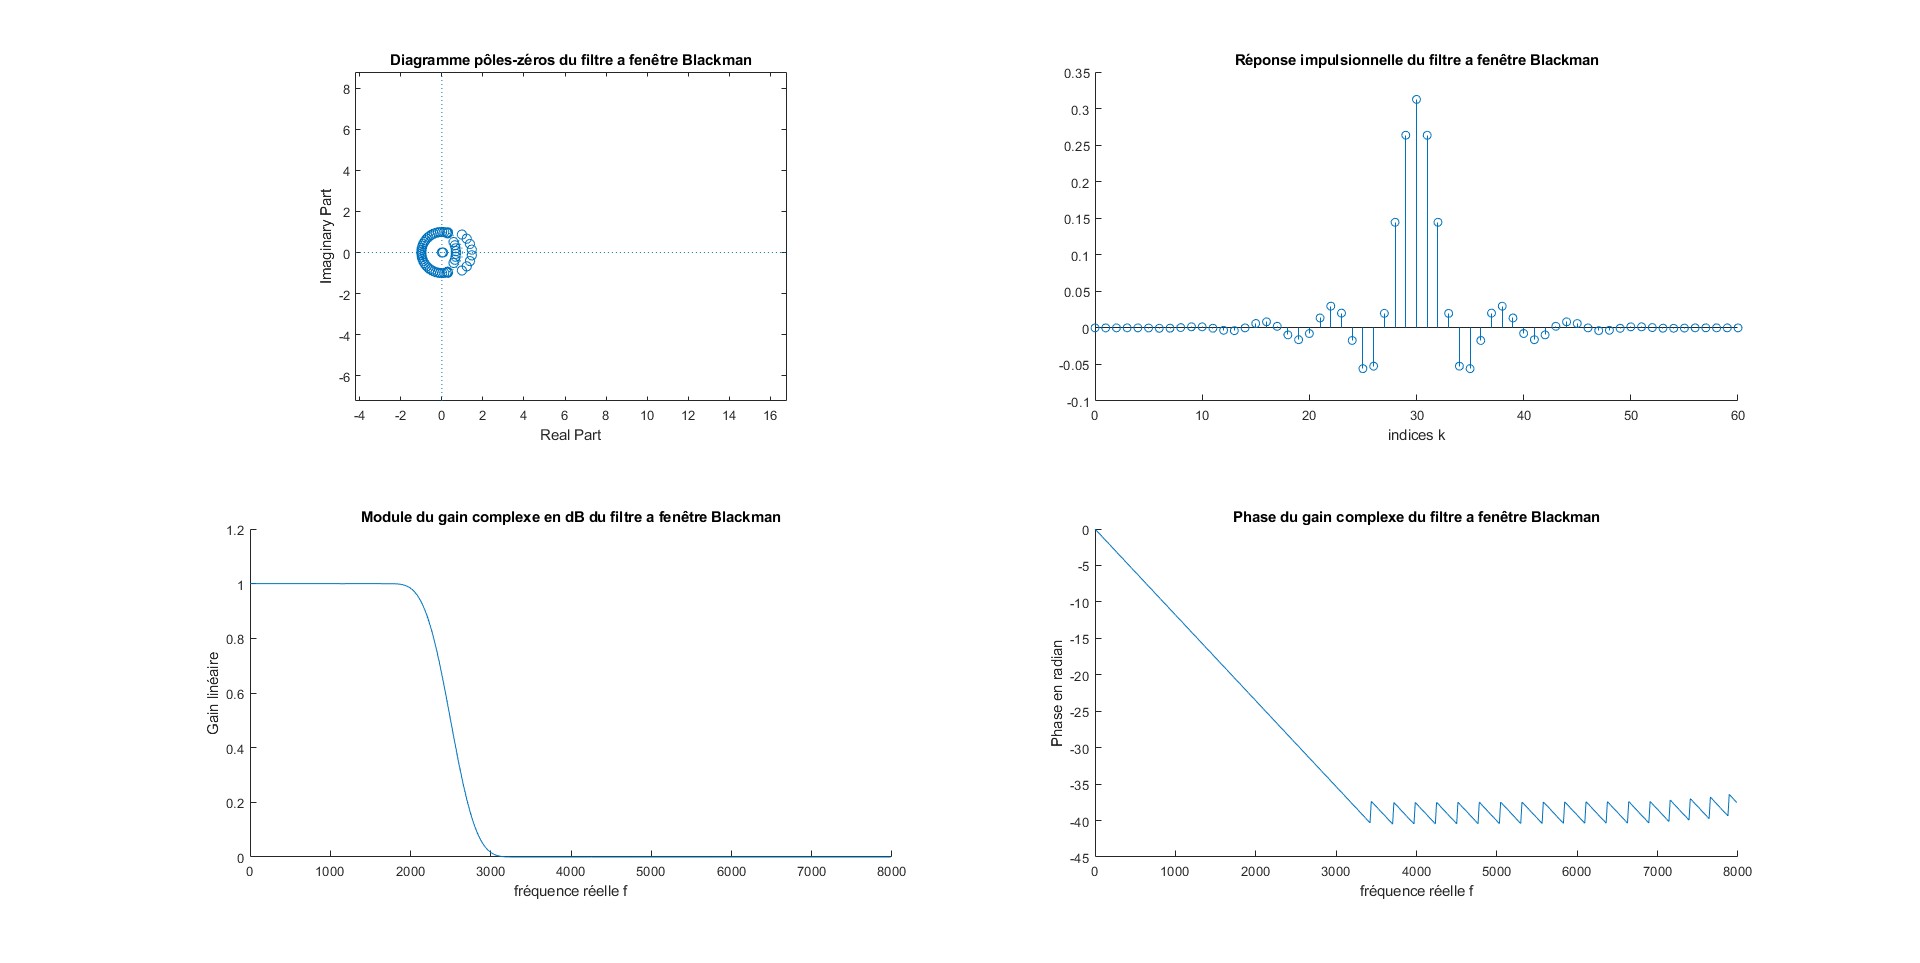 Diagramme pôles-zéros du filtre a fenêtre Blackman
8
6
4
2
0
-2
-4
-6
Imaginary Part
-4 -2 0 2 4 6 8 10 12 14 16
Real Part
Réponse impulsionnelle du filtre a fenêtre Blackman
0.35
0.3
0.25
0.2
0.15
0.1
0.05
0
-0.05
-0.1
0 10 20 30 40 50 60
indices k
Module du gain complexe en dB du filtre a fenêtre Blackman
1.2
1
0.8
0.6
0.4
0.2
0
Gain linéaire
0 1000 2000 3000 4000 5000 6000 7000 8000
fréquence réelle f
Phase du gain complexe du filtre a fenêtre Blackman
0
-5
-10
-15
-20
-25
-30
-35
-40
-45
Phase en radian
0 1000 2000 3000 4000 5000 6000 7000 8000
fréquence réelle f